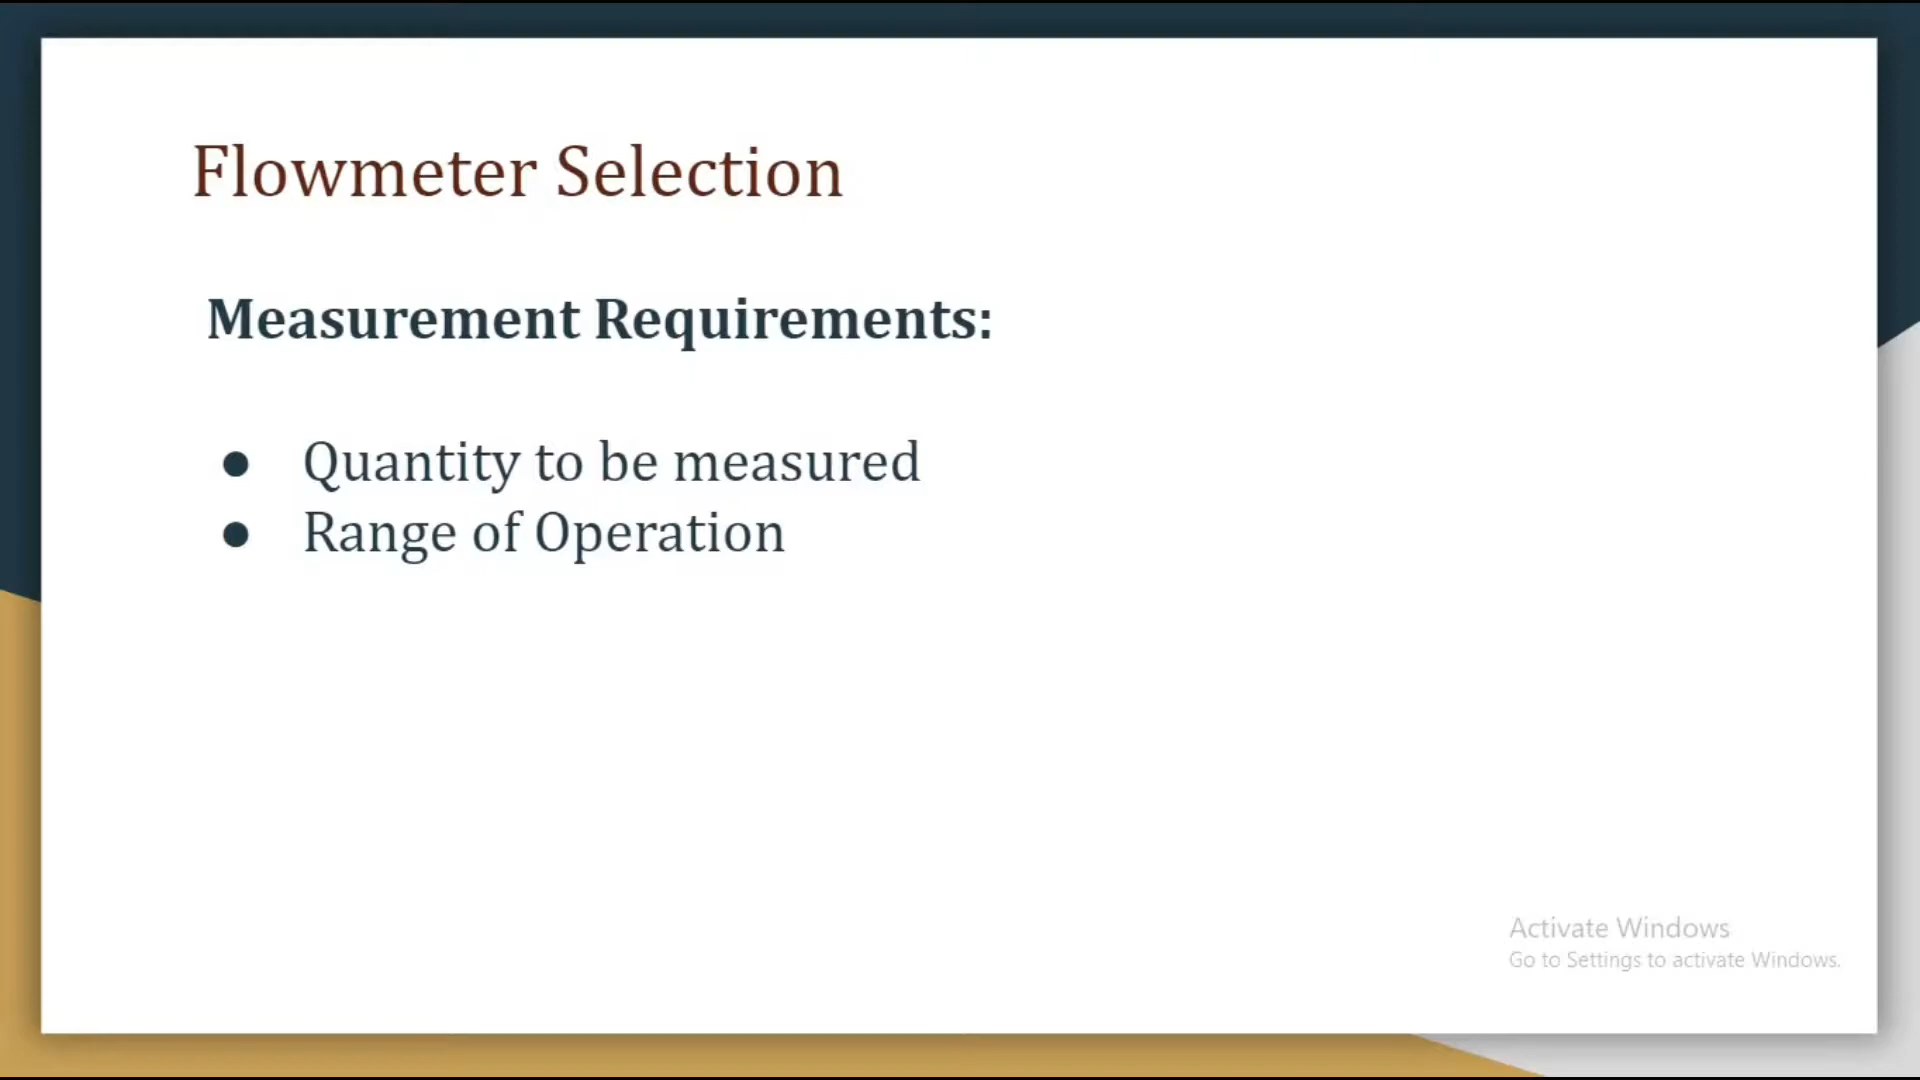 Flowmeter Selection
Measurement Requirements:
● Quantity to be measured
● Range of Operation
Activate Windows
Go to Settings to activate Windows.